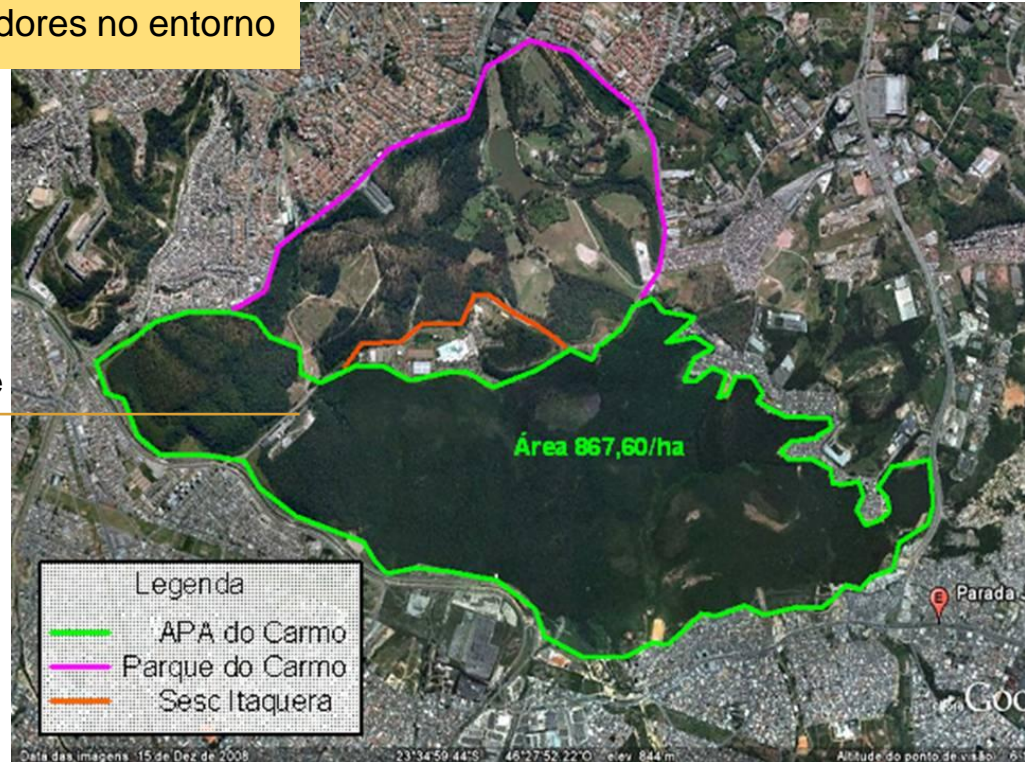 dores no entorno
e
Área 867,60/ha
Legenda
APA do Carmo
Parque do Carmo
Sesc Itaquera
E
Parada
Goo
Data das imagens 15 de Dez de 2008 23°34'59.44"S 46°27'52.22"O elev 844 m Altitude do ponto de visão